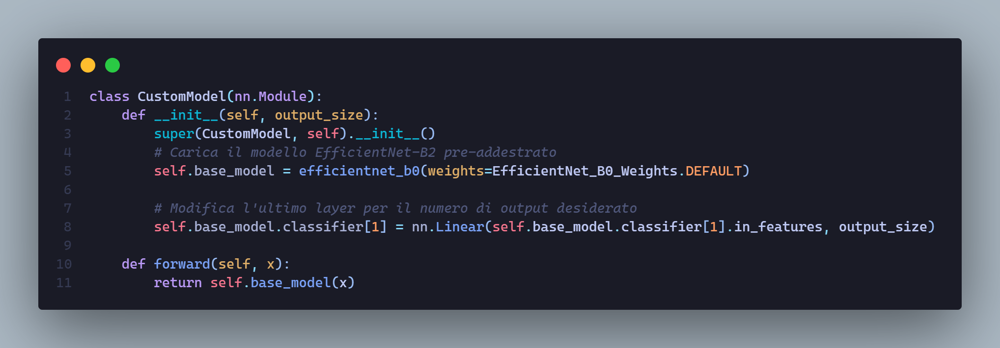 1 class CustomModel(nn.Module):
2     def __init__(self, output_size):
3         super(CustomModel, self).__init__()
4         # Carica il modello EfficientNet-B2 pre-addestrato
5         self.base_model = efficientnet_b0(weights=EfficientNet_B0_Weights.DEFAULT)
6
7         # Modifica l'ultimo layer per il numero di output desiderato
8         self.base_model.classifier[1] = nn.Linear(self.base_model.classifier[1].in_features, output_size)
9
10     def forward(self, x):
11         return self.base_model(x)